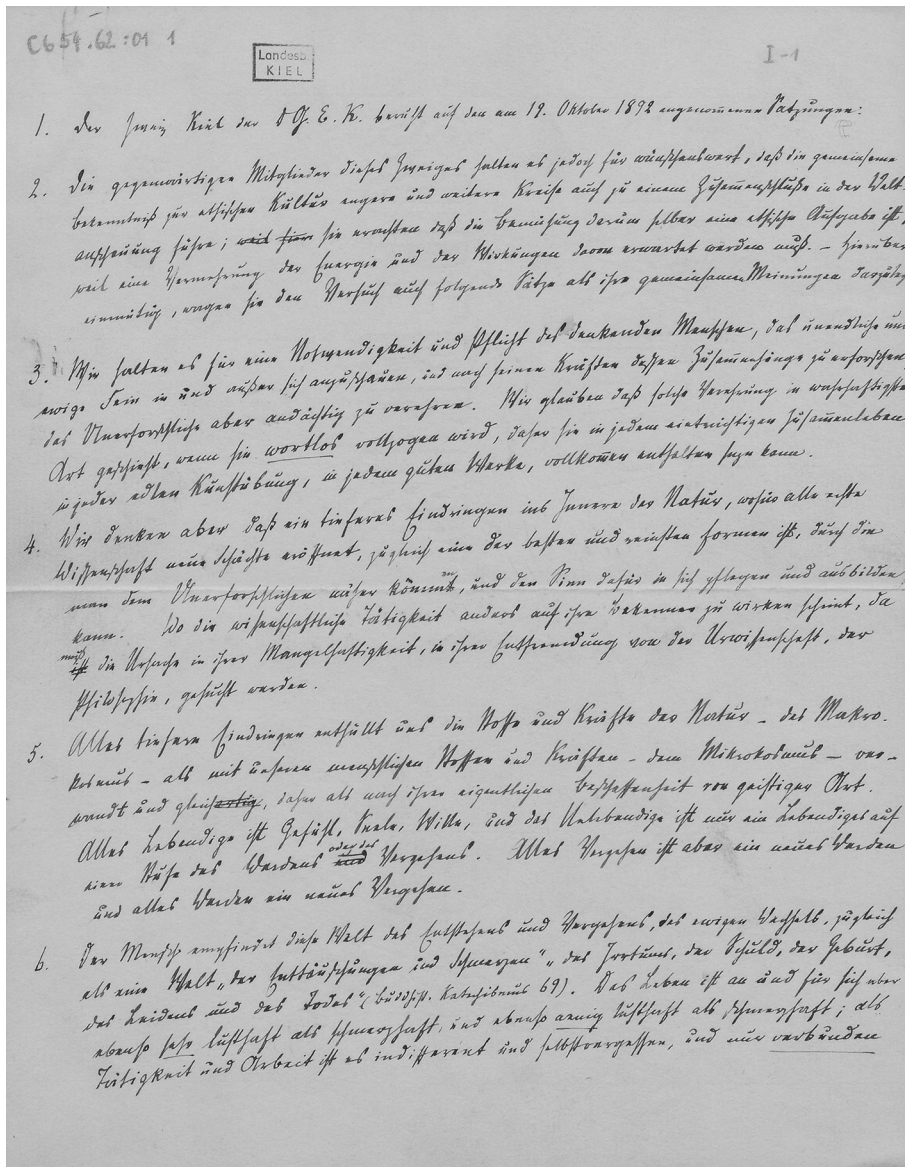 Cb 54.62:01 1
Landesb.
KIEL
I-1
1. Der Zweig Kiel der D. G. E. K. beruht auf den am 19. Oktober 1892 angenommenen Satzungen:
2. Die gegenwärtigen Mitglieder dieses Zweiges halten es jedoch für wünschenswert, daß die gemeinsame
Bekenntniß zur ethischen Kultur engere und weitere Kreise auch zu einem Zusammenschluße in der Welt-
anschauung führe; weil sie erachten daß die Bemühung darum selber eine ethische Aufgabe ist,
weil eine Vermehrung der Energie und der Wirkungen davon erwartet werden muß. – Hierüber
einmütig, wagen sie den Versuch auch folgende Sätze als ihre gemeinsamen Meinungen darzuleg
3. Wir halten es für eine Notwendigkeit und Pflicht des denkenden Menschen, das unendliche und
ewige Sein in und außer sich anzuschauen, und nach seinen Kräften dessen Zusammenhänge zu erforschen
das Unerforschliche aber andächtig zu verehren. Wir glauben daß solche Verehrung in wahrhaftigste
Art geschieht, wenn sie wortlos vollzogen wird, daher sie in jedem einträchtigen Zusammenleben
in jeder edlen Kunstübung, in jedem guten Werke, vollkommen enthalten seyn kann.
4. Wir denken aber daß ein tieferes Eindringen ins Innere der Natur, wofür alle echte
Wissenschaft neue Schächte eröffnet, zugleich eine der besten und reinsten Formen ist, durch die
man dem Unerforschlichen näher kommen, und den Sinn dafür in sich pflegen und ausbilden
kann. Wo die wissenschaftliche Tätigkeit anders auf ihre Bekenner zu wirken scheint, da
muß ist die Ursache in ihrer Mangelhaftigkeit, in ihrer Entfremdung von der Urwissenschaft, der
Philosophie, gesucht werden.
5. Alles tiefere Eindringen enthüllt uns die Stoffe und Kräfte der Natur – des Makro-
kosmus – als mit unseren menschlichen Stoffen und Kräften – dem Mikrokosmus – ver-
wandt und gleichartig, daher als nach ihrer eigentlichen Beschaffenheit von geistiger Art.
Alles Lebendige ist Gefühl, Seele, Wille, und das Unlebendige ist nur ein Lebendiges auf
einer Stufe des Werdens oder des und Vergehens. Alles Vergehen ist aber ein neues Werden
und alles Werden ein neues Vergehen.
6. Der Mensch empfindet diese Welt des Entstehens und Vergehens, des ewigen Wechsels, zugleich
als eine Welt „der Enttäuschungen und Schmerzen" „des Irrtums, der Schuld, der Geburt,
des Leidens und des Todes" (Buddhist. Katechismus 69). Das Leben ist an und für sich aber
ebenso sehr lusthaft als schmerzhaft, und ebenso wenig lusthaft als schmerzhaft; als
Tätigkeit und Arbeit ist es indifferent und selbstvergessen, und nur verbunden